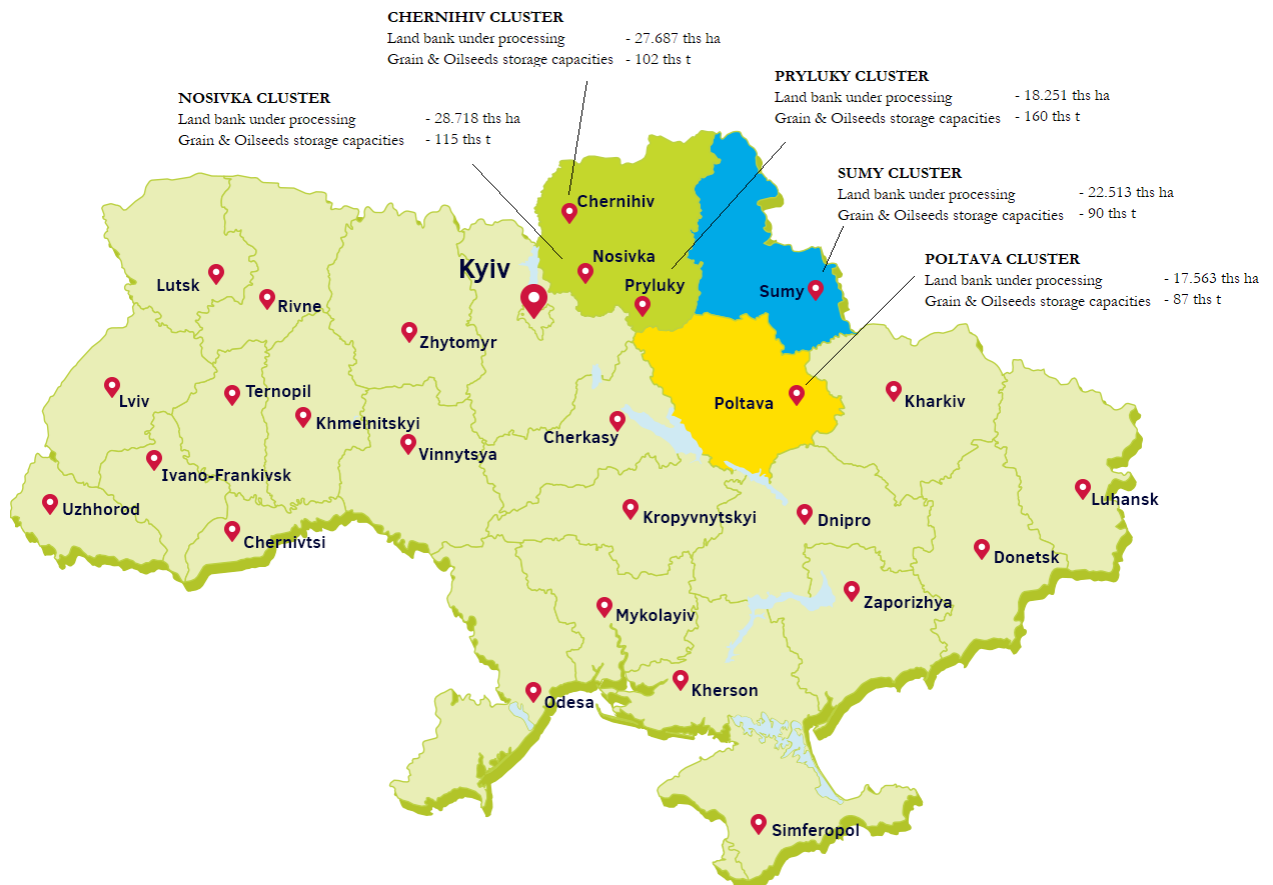 CHERNIHIV CLUSTER
Land bank under processing - 27.687 ths ha
Grain & Oilseeds storage capacities - 102 ths t
PRYLUKY CLUSTER
Land bank under processing - 18.251 ths ha
Grain & Oilseeds storage capacities - 160 ths t
NOSIVKA CLUSTER
Land bank under processing - 28.718 ths ha
Grain & Oilseeds storage capacities - 115 ths t
SUMY CLUSTER
Land bank under processing - 22.513 ths ha
Grain & Oilseeds storage capacities - 90 ths t
POLTAVA CLUSTER
Land bank under processing - 17.563 ths ha
Grain & Oilseeds storage capacities - 87 ths t
Chernihiv
Nosivka
Kyiv
Pryluky
Sumy
Lutsk
Rivne
Zhytomyr
Lviv
Ternopil
Khmelnitskyi
Poltava
Kharkiv
Cherkasy
Vinnytsya
Ivano-Frankivsk
Uzhhorod
Luhansk
Kropyvnytskyi
Dnipro
Chernivtsi
Donetsk
Zaporizhya
Mykolayiv
Kherson
Odesa
Simferopol